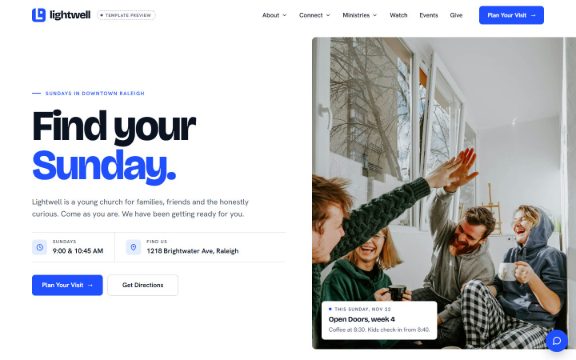 lightwell
TEMPLATE PREVIEW
About
Connect
Ministries
Watch
Events
Give
Plan Your Visit →
SUNDAYS IN DOWNTOWN RALEIGH
Find your
Sunday.
Lightwell is a young church for families, friends and the honestly
curious. Come as you are. We have been getting ready for you.
SUNDAYS
9:00 & 10:45 AM
FIND US
1218 Brightwater Ave, Raleigh
Plan Your Visit →
Get Directions
THIS SUNDAY, NOV 22
Open Doors, week 4
Coffee at 8:30. Kids check-in from 8:40.